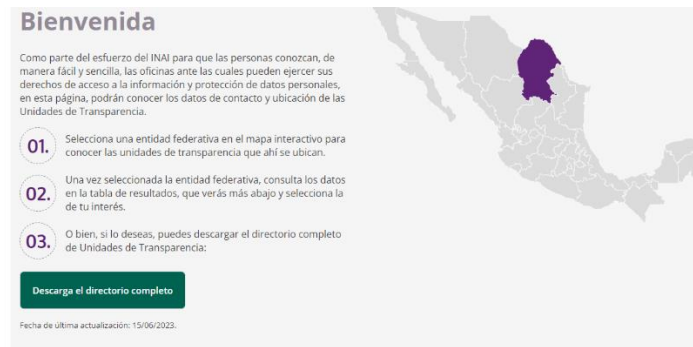 Bienvenida
Como parte del esfuerzo del INAI para que las personas conozcan, de
manera fácil y sencilla, las oficinas ante las cuales pueden ejercer sus
derechos de acceso a la información y protección de datos personales,
en esta página, podrán conocer los datos de contacto y ubicación de las
Unidades de Transparencia.
01. Selecciona una entidad federativa en el mapa interactivo para
conocer las unidades de transparencia que ahí se ubican.
02. Una vez seleccionada la entidad federativa, consulta los datos
en la tabla de resultados, que verás más abajo y selecciona la
de tu interés.
03. O bien, si lo deseas, puedes descargar el directorio completo
de Unidades de Transparencia:
Descarga el directorio completo
Fecha de última actualización: 15/06/2023.